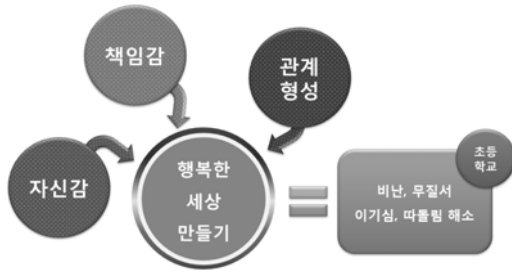 책임감
관계
형성
자신감
행복한
세상
만들기
초등
학교
비난, 무질서
이기심, 따돌림 해소